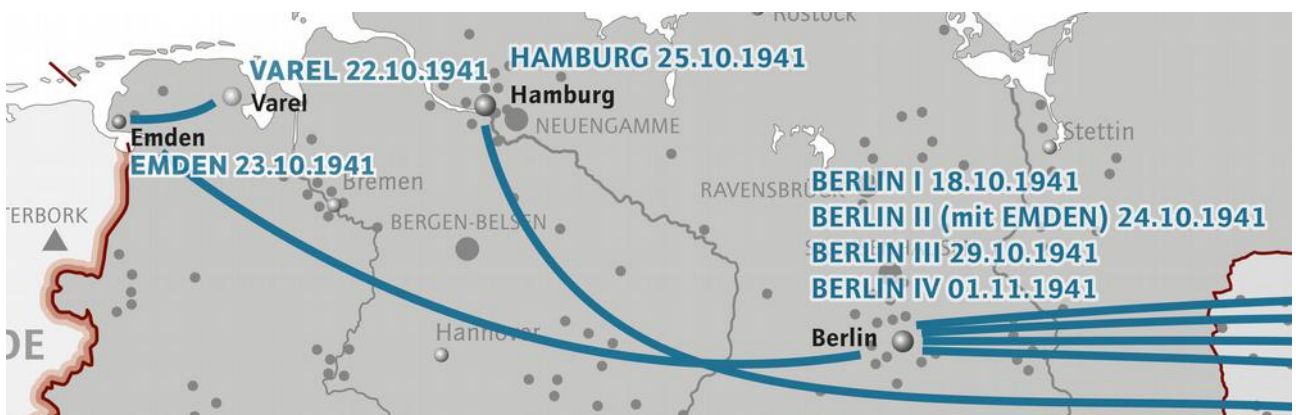 Rostock
VAREL 22.10.1941
HAMBURG 25.10.1941
Varel
Hamburg
NEUENGAMME
Emden
EMDEN 23.10.1941
Stettin
Bremen
RAVENSBRÜCK
BERLIN I 18.10.1941
TERBORK
BERGEN-BELSEN
BERLIN II (mit EMDEN) 24.10.1941
BERLIN III 29.10.1941
BERLIN IV 01.11.1941
DE
Hannover
Berlin